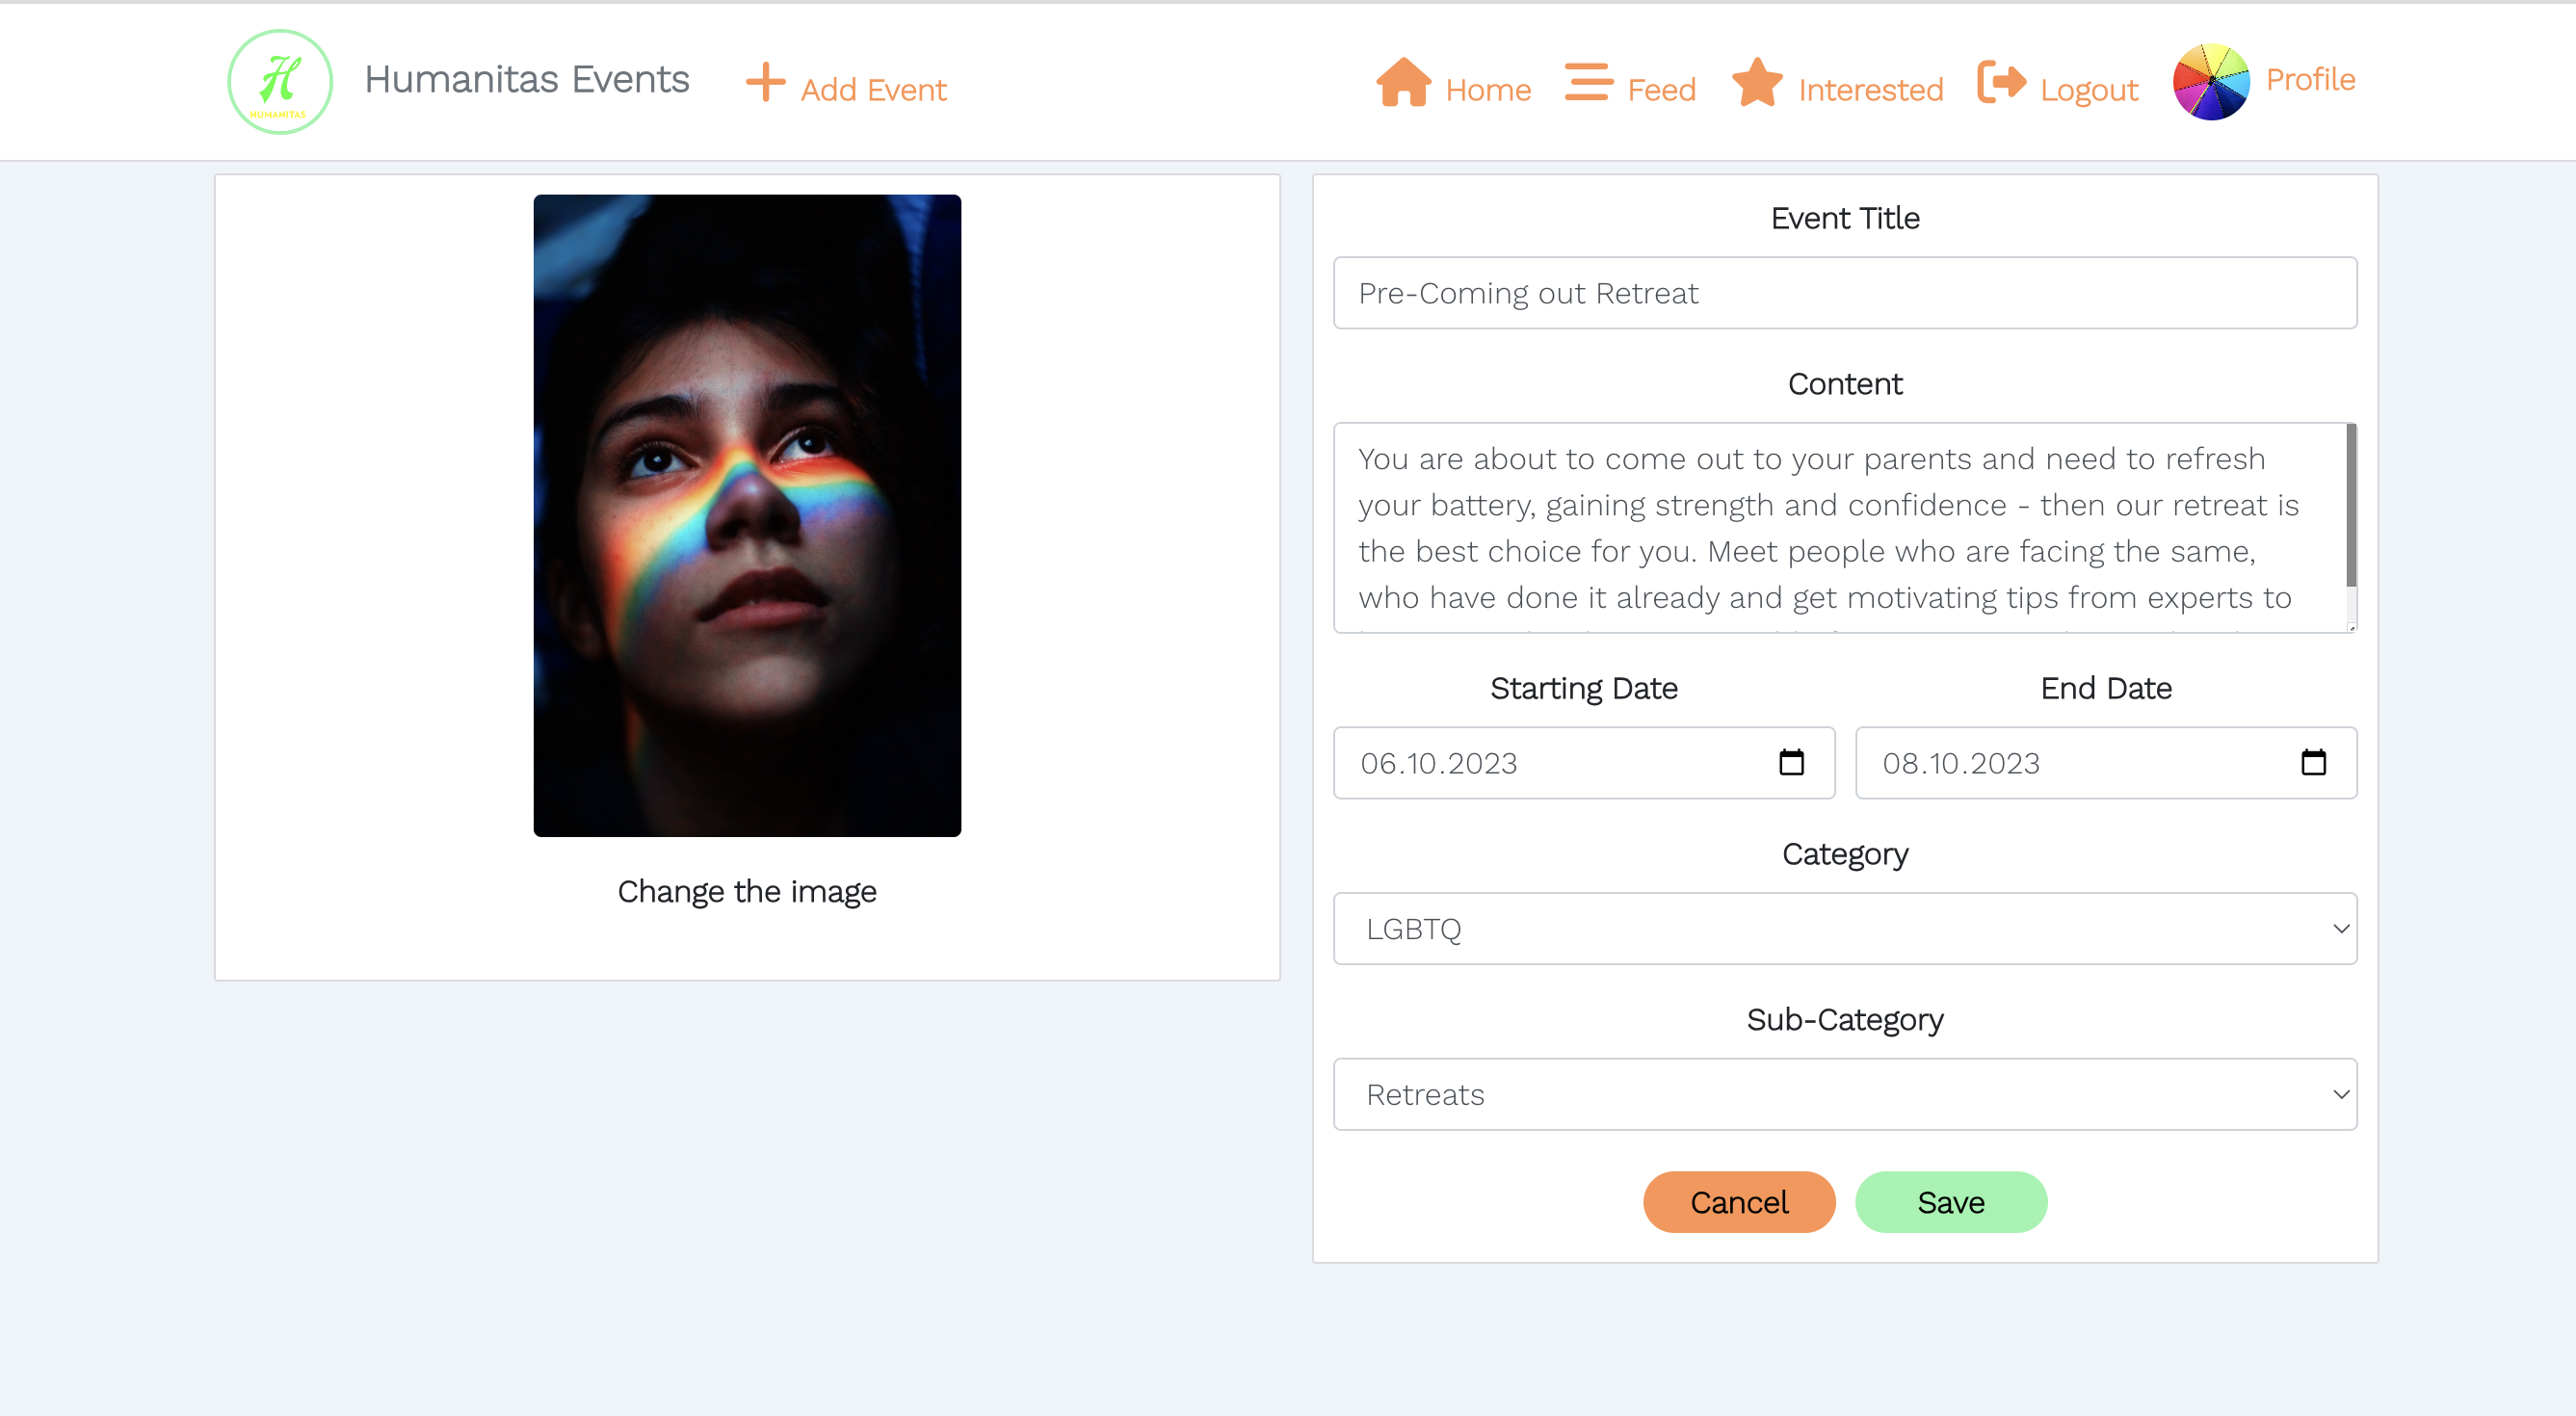 H
HUMANITAS
Humanitas Events
Add Event
Home
Feed
Interested
Logout
Profile
Change the image
Event Title
Pre-Coming out Retreat
Content
You are about to come out to your parents and need to refresh
your battery, gaining strength and confidence - then our retreat is
the best choice for you. Meet people who are facing the same,
who have done it already and get motivating tips from experts to
Starting Date
End Date
06.10.2023
08.10.2023
Category
LGBTQ
Sub-Category
Retreats
Cancel
Save